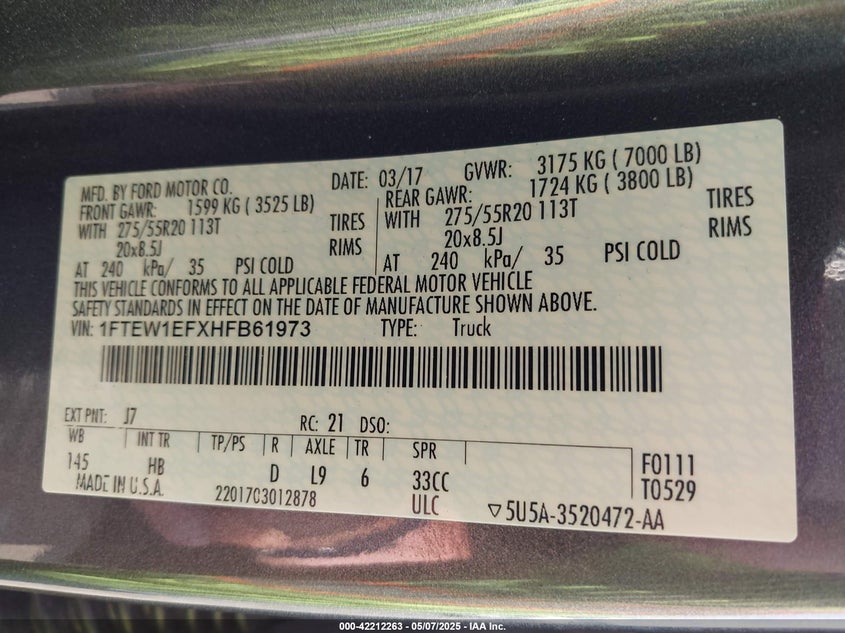 MFD. BY FORD MOTOR CO. DATE: 03/17 GVWR: 3175 KG ( 7000 LB)
FRONT GAWR: 1599 KG ( 3525 LB) REAR GAWR: 1724 KG ( 3800 LB)
WITH 275/55R20 113T TIRES WITH 275/55R20 113T TIRES
20x8.5J RIMS 20x8.5J RIMS
AT 240 kPa/ 35 PSI COLD AT 240 kPa/ 35 PSI COLD
THIS VEHICLE CONFORMS TO ALL APPLICABLE FEDERAL MOTOR VEHICLE
SAFETY STANDARDS IN EFFECT ON THE DATE OF MANUFACTURE SHOWN ABOVE.
VIN: 1FTEW1EFXHFB61973 TYPE: Truck
EXT PNT: J7 RC: 21 DSO:
WB INT TR TP/PS R AXLE TR SPR
145 HB D L9 6 33CC F0111
MADE IN U.S.A. 2201703012878 ULC T0529
▽5U5A-3520472-AA
000-42212263 - 05/07/2025 - IAA Inc.